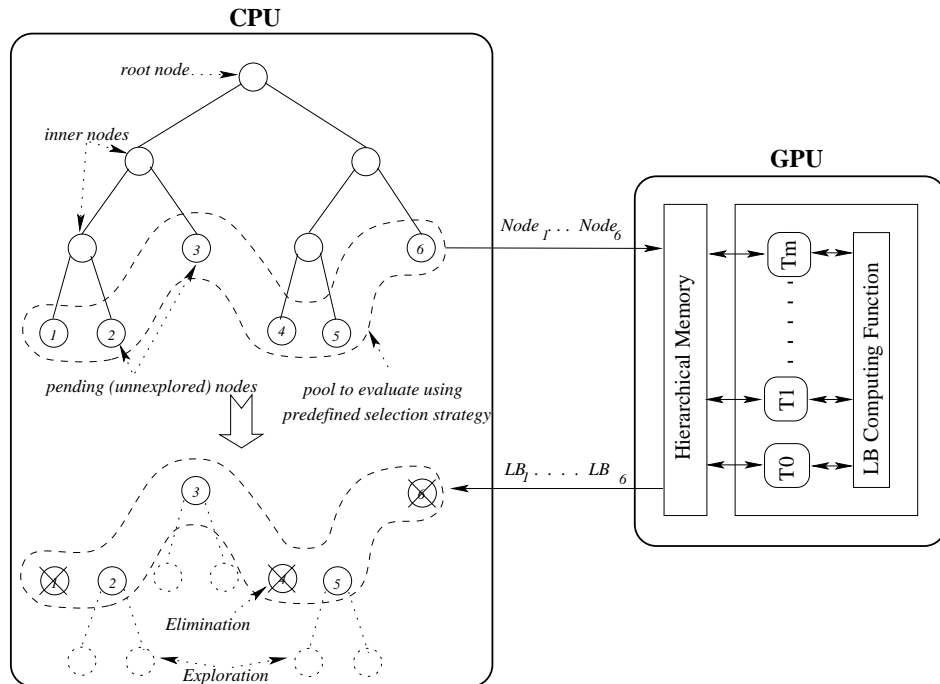 CPU
root node. . . .
inner nodes
3
6
1
2
4
5
pending (unnexplored) nodes
pool to evaluate using
predefined selection strategy
Node1 . . . Node6
GPU
Hierarchical Memory
Tm
T1
T0
LB Computing Function
LB1 . . . . LB6
3
6
1
2
4
5
Elimination
Exploration